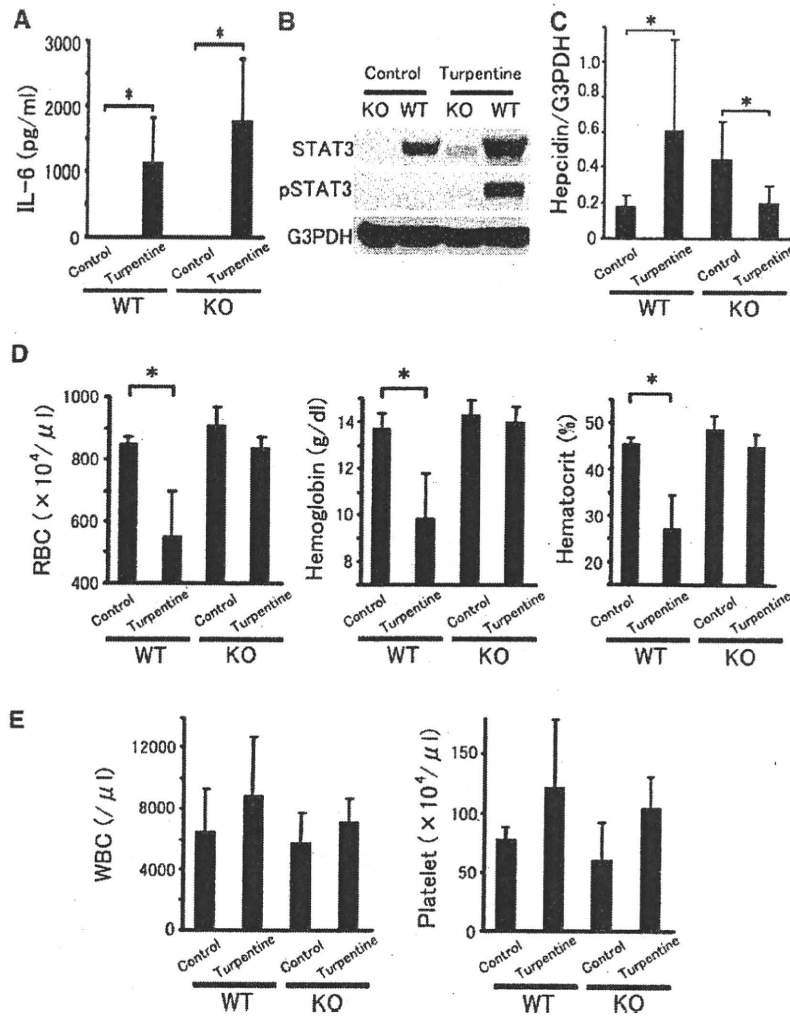 A
IL-6 (pg/ml)
3000
2000
1000
0
*
*
Control
Turpentine
Control
Turpentine
WT
KO
B
Control Turpentine
KO WT KO WT
STAT3
pSTAT3
G3PDH
C
Hepcidin/G3PDH
1.0
0.8
0.6
0.4
0.2
0
*
*
Control
Turpentine
Control
Turpentine
WT
KO
D
RBC (×10⁴/μl)
1000
800
600
400
*
Control
Turpentine
Control
Turpentine
WT
KO
Hemoglobin (g/dl)
14
12
10
8
*
Control
Turpentine
Control
Turpentine
WT
KO
Hematocrit (%)
50
40
30
20
*
Control
Turpentine
Control
Turpentine
WT
KO
E
WBC (/μl)
12000
8000
4000
0
Control
Turpentine
Control
Turpentine
WT
KO
Platelet (×10⁴/μl)
150
100
50
0
Control
Turpentine
Control
Turpentine
WT
KO